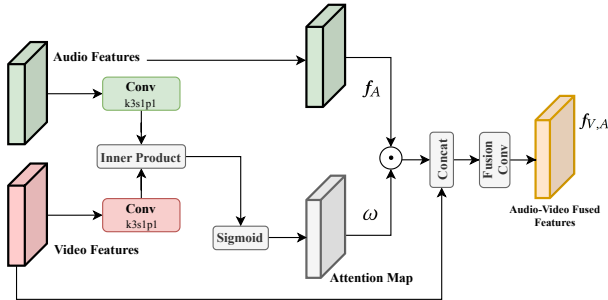 Audio Features
Conv
k3s1p1
Inner Product
Conv
k3s1p1
Video Features
Sigmoid
Attention Map
f_A
ω
Concat
Fusion
Conv
f_{V,A}
Audio-Video Fused
Features